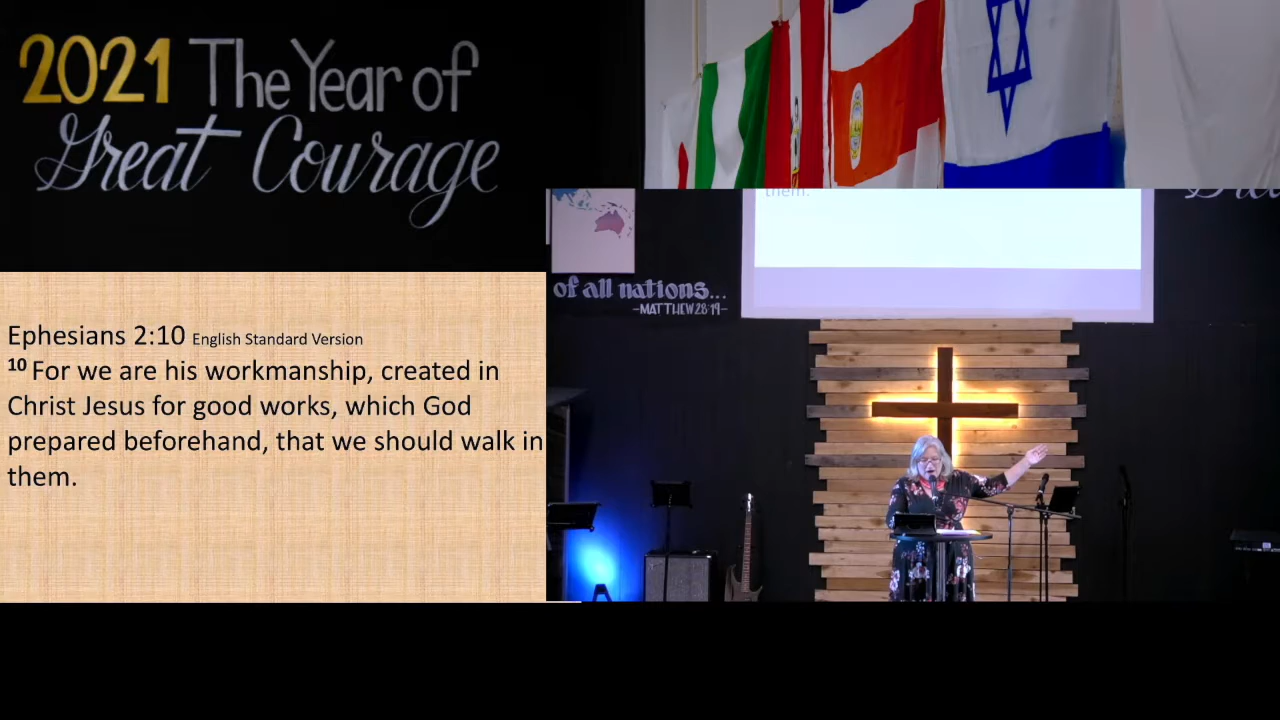 2021 The Year of
Great Courage
Ephesians 2:10 English Standard Version
10 For we are his workmanship, created in
Christ Jesus for good works, which God
prepared beforehand, that we should walk in
them.
them.
of all nations...
-MATTHEW 28:19-